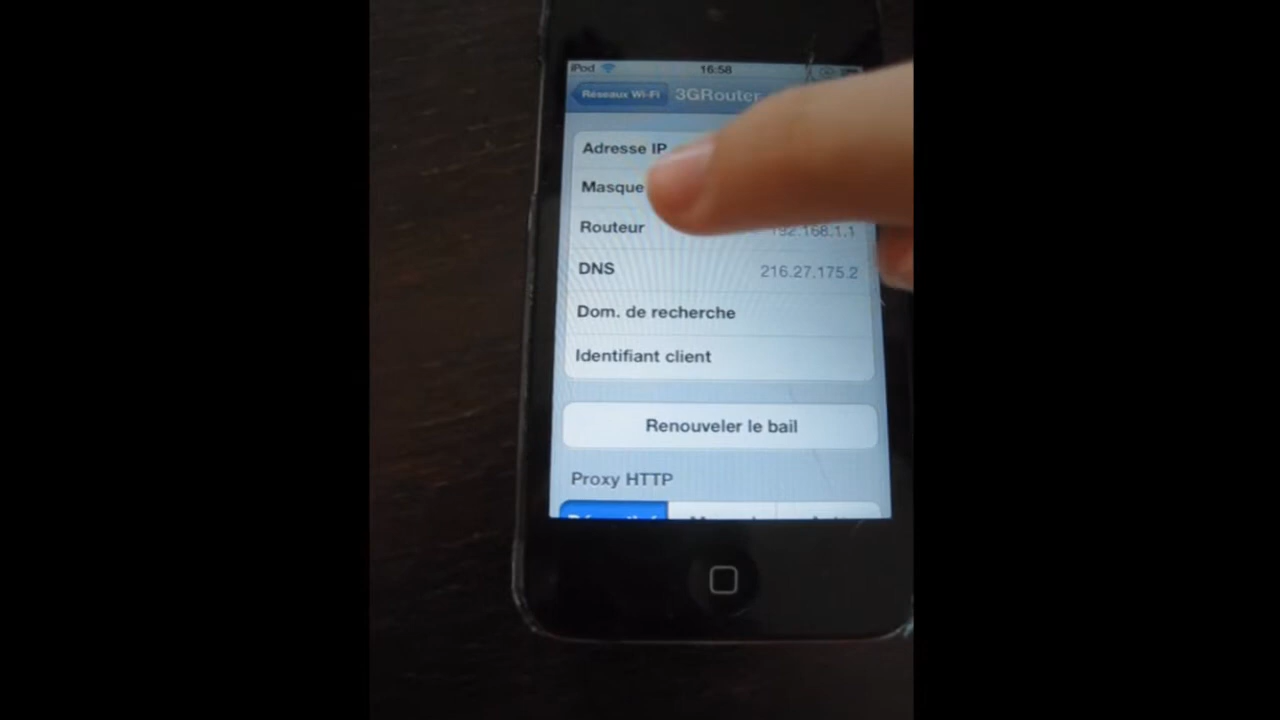 iPod 16:58
Réseaux Wi-Fi 3GRouter
Adresse IP
Masque
Routeur 192.168.1.1
DNS 216.27.175.2
Dom. de recherche
Identifiant client
Renouveler le bail
Proxy HTTP